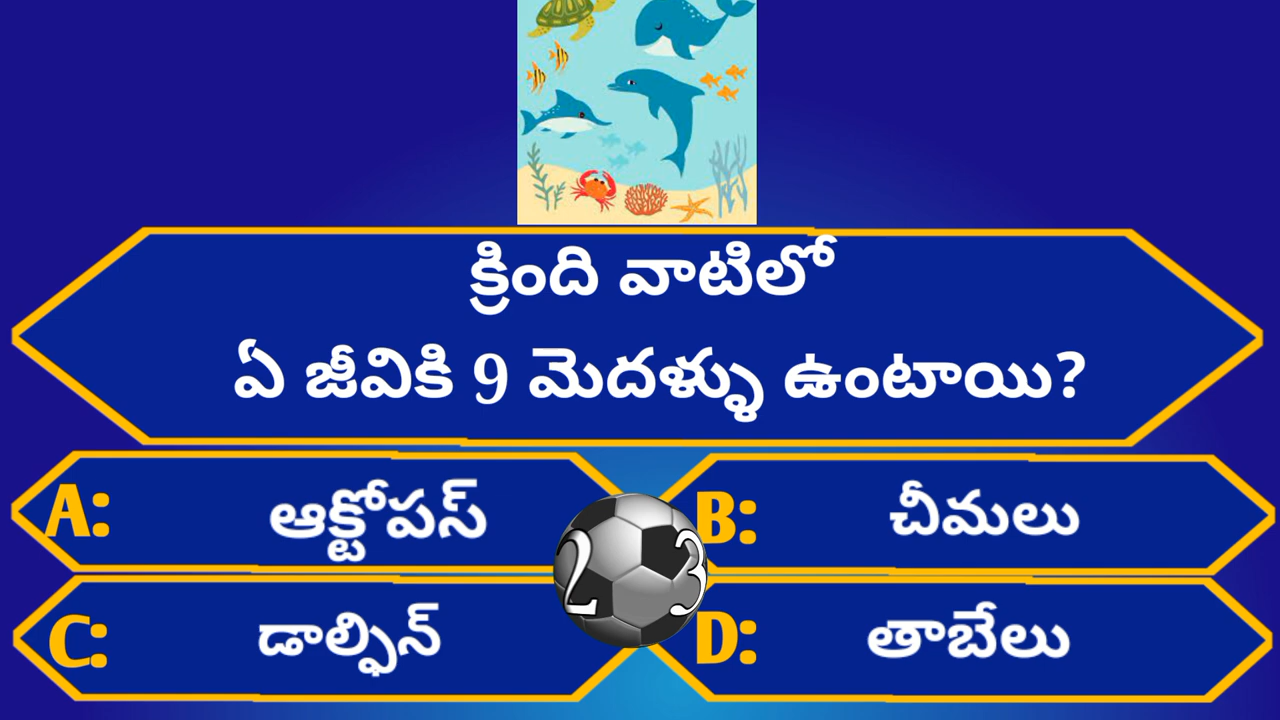 క్రింది వాటిలో
ఏ జీవికి 9 మెదళ్ళు ఉంటాయి?
A: ఆక్టోపస్
B: చీమలు
2 3
C: డాల్ఫిన్
D: తాబేలు